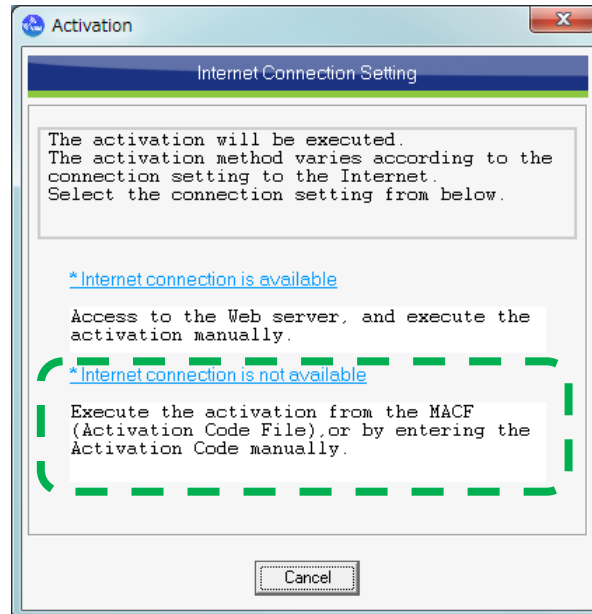 Activation
Internet Connection Setting
The activation will be executed.
The activation method varies according to the
connection setting to the Internet.
Select the connection setting from below.
* Internet connection is available
Access to the Web server, and execute the
activation manually.
* Internet connection is not available
Execute the activation from the MACF
(Activation Code File),or by entering the
Activation Code manually.
Cancel